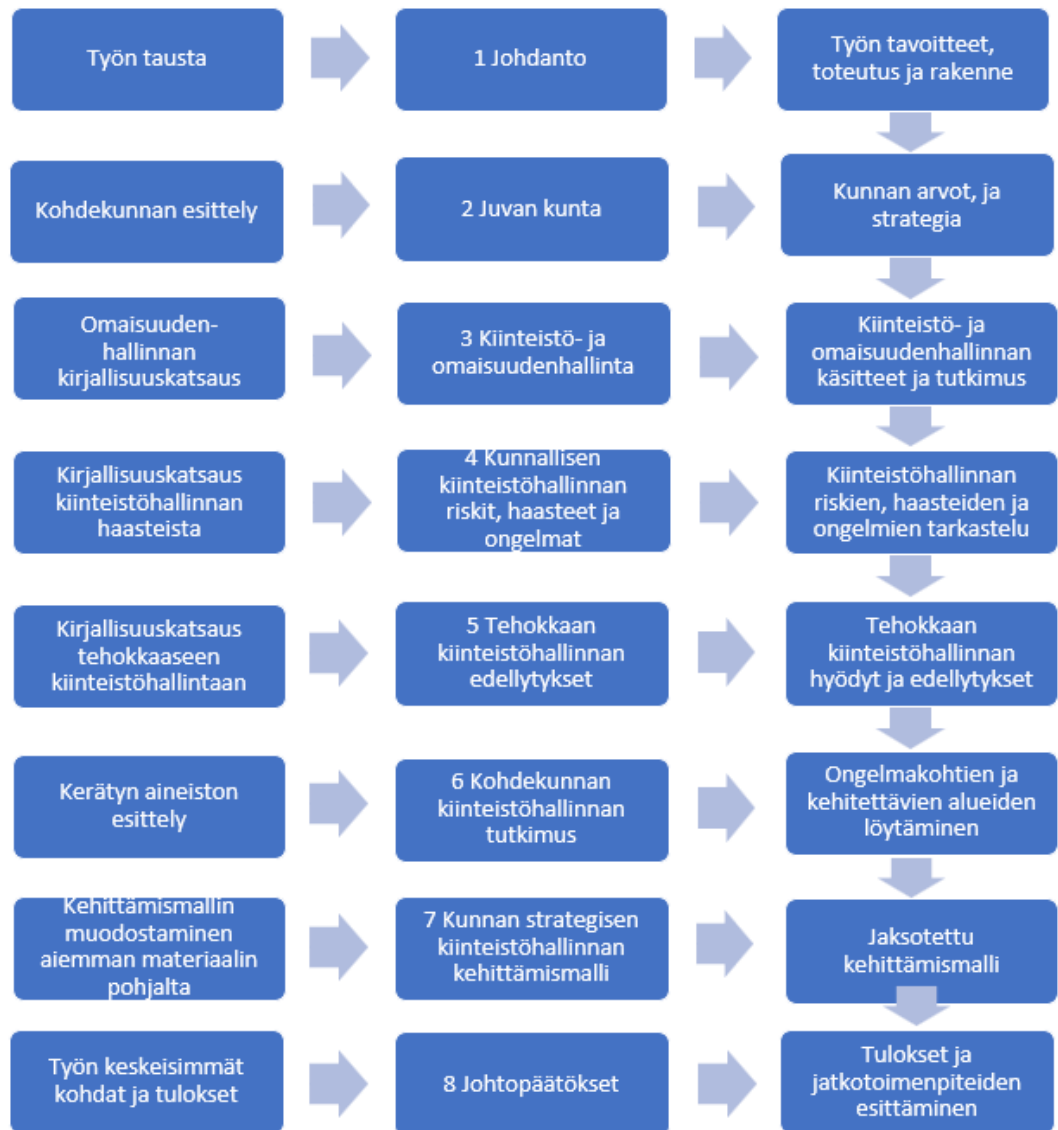 Työn tausta
1 Johdanto
Työn tavoitteet,
toteutus ja rakenne
Kohdekunnan esittely
2 Juvan kunta
Kunnan arvot, ja
strategia
Omaisuuden-
hallinnan
kirjallisuuskatsaus
3 Kiinteistö- ja
omaisuudenhallinta
Kiinteistö- ja
omaisuudenhallinnan
käsitteet ja tutkimus
Kirjallisuuskatsaus
kiinteistöhallinnan
haasteista
4 Kunnallisen
kiinteistöhallinnan
riskit, haasteet ja
ongelmat
Kiinteistöhallinnan
riskien, haasteiden ja
ongelmien tarkastelu
Kirjallisuuskatsaus
tehokkaaseen
kiinteistöhallintaan
5 Tehokkaan
kiinteistöhallinnan
edellytykset
Tehokkaan
kiinteistöhallinnan
hyödyt ja edellytykset
Kerätyn aineiston
esittely
6 Kohdekunnan
kiinteistöhallinnan
tutkimus
Ongelmakohtien ja
kehitettävien alueiden
löytäminen
Kehittämismallin
muodostaminen
aiemman materiaalin
pohjalta
7 Kunnan strategisen
kiinteistöhallinnan
kehittämismalli
Jaksotettu
kehittämismalli
Työn keskeisimmät
kohdat ja tulokset
8 Johtopäätökset
Tulokset ja
jatkotoimenpiteiden
esittäminen